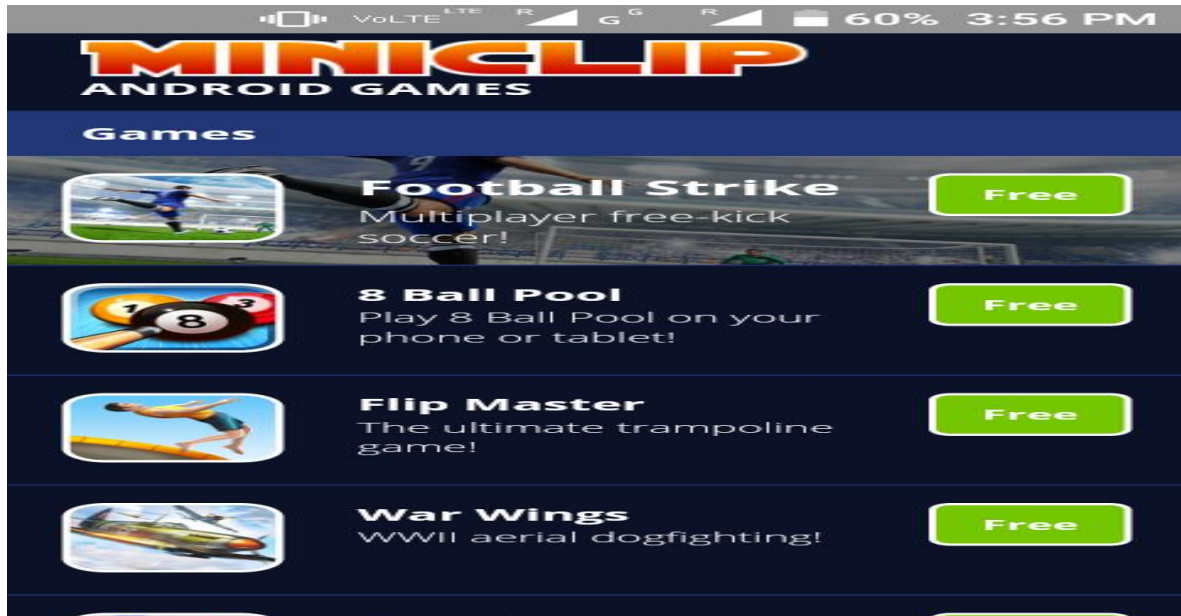 VoLTE LTE R G G R 60% 3:56 PM
MINICLIP
ANDROID GAMES
Games
Football Strike
Multiplayer free-kick
soccer!
Free
8 Ball Pool
Play 8 Ball Pool on your
phone or tablet!
Free
Flip Master
The ultimate trampoline
game!
Free
War Wings
WWII aerial dogfighting!
Free